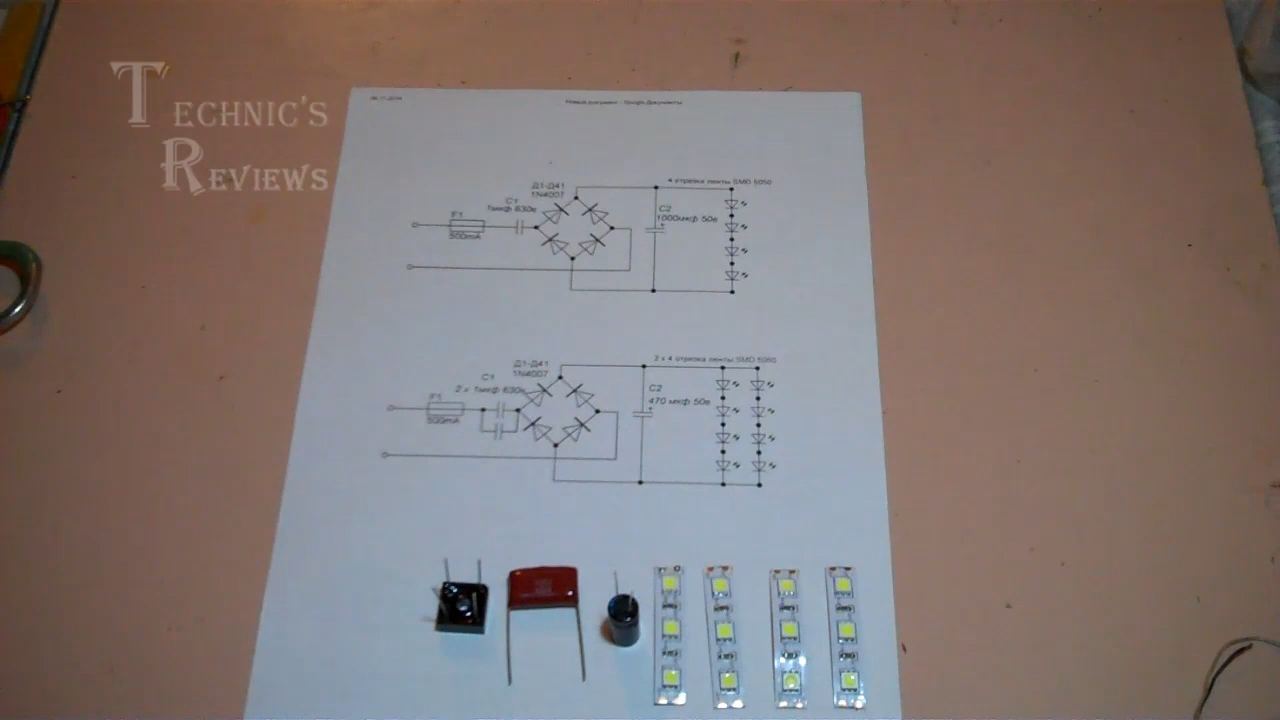 TECHNIC'S
REVIEWS
Новый документ - Google Документы
4 отрезка ленты SMD 5050
Д1-Д41
1N4007
C1
1мкф 630в
F1
500mA
C2
1000мкф 50в
+
2 x 4 отрезка ленты SMD 5050
Д1-Д41
1N4007
C1
2 x 1мкф 630в
F1
500mA
C2
470 мкф 50в
+